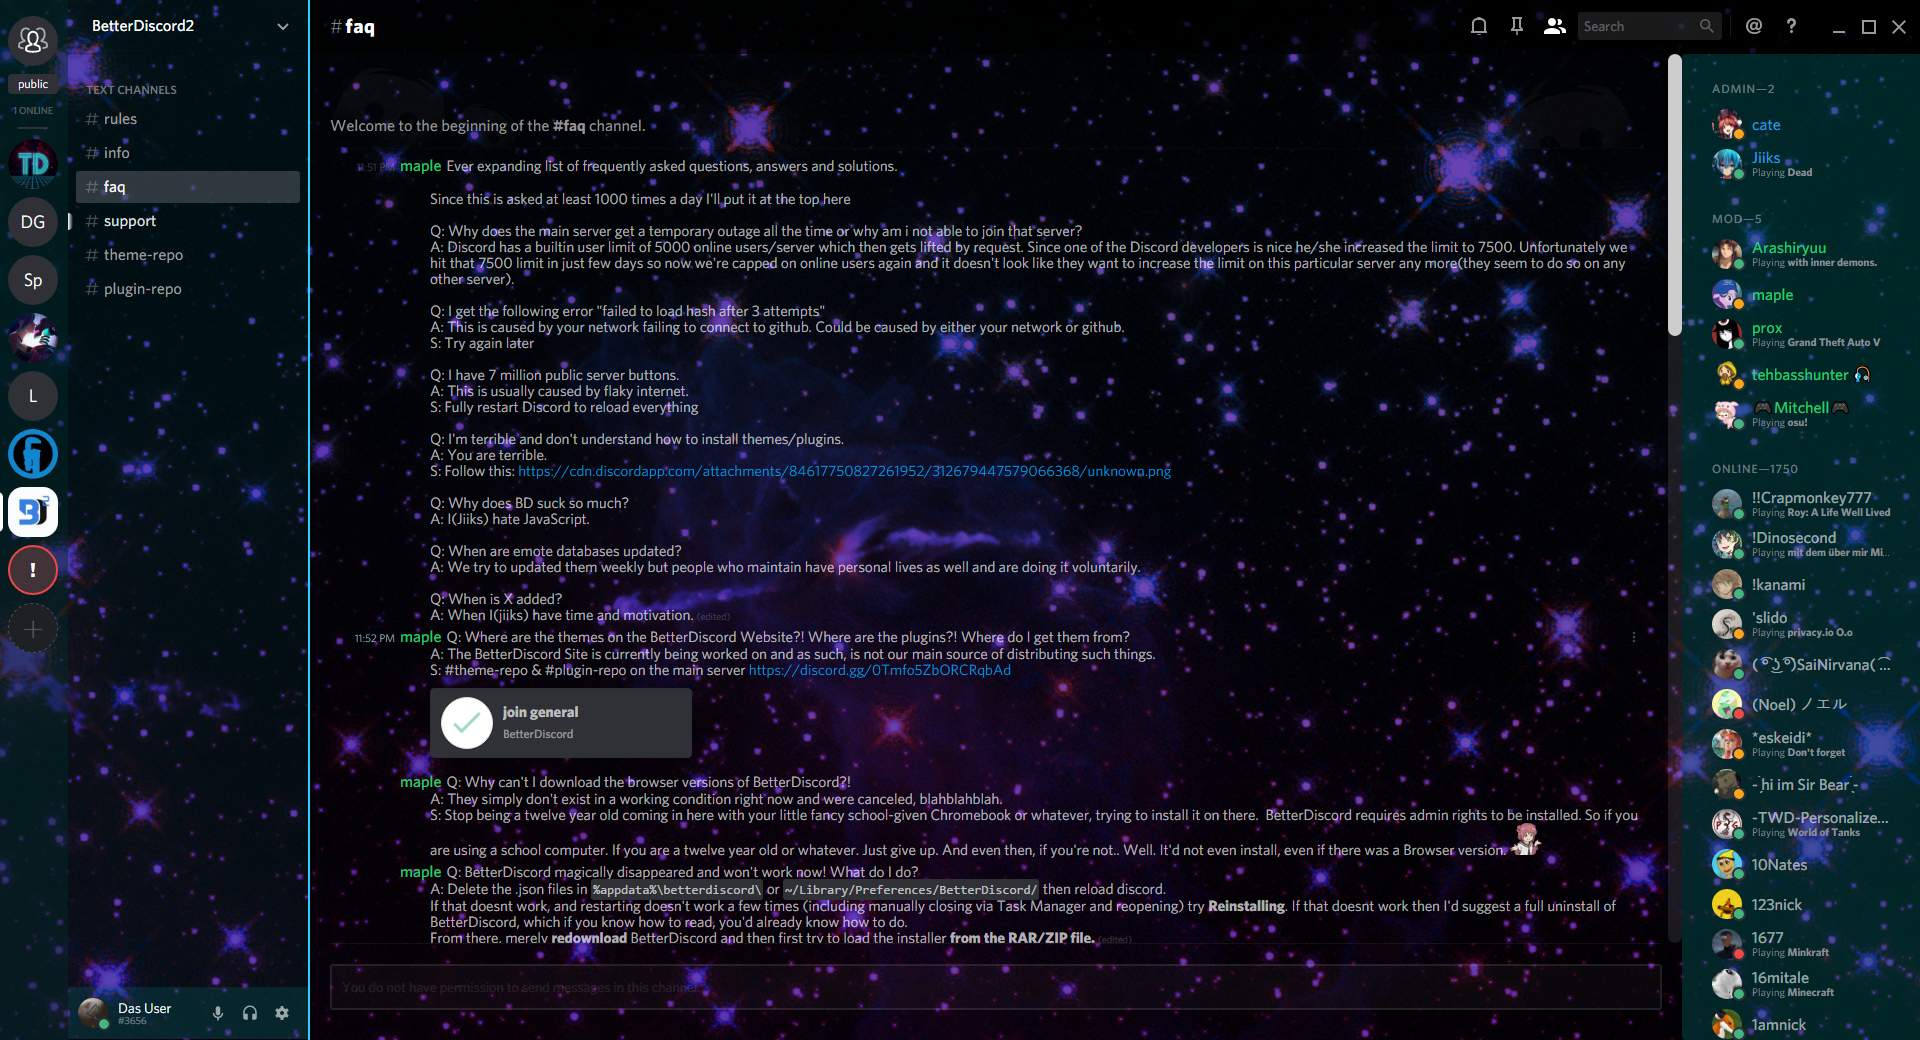 BetterDiscord2
public
1 ONLINE
TD
DG
Sp
L
!
TEXT CHANNELS
# rules
# info
# faq
# support
# theme-repo
# plugin-repo
Das User
#3656
#faq
Search
Welcome to the beginning of the #faq channel.
11:51 PM maple Ever expanding list of frequently asked questions, answers and solutions.
Since this is asked at least 1000 times a day I'll put it at the top here
Q: Why does the main server get a temporary outage all the time or why am i not able to join that server?
A: Discord has a builtin user limit of 5000 online users/server which then gets lifted by request. Since one of the Discord developers is nice he/she increased the limit to 7500. Unfortunately we
hit that 7500 limit in just few days so now we're capped on online users again and it doesn't look like they want to increase the limit on this particular server any more(they seem to do so on any
other server).
Q: I get the following error "failed to load hash after 3 attempts"
A: This is caused by your network failing to connect to github. Could be caused by either your network or github.
S: Try again later
Q: I have 7 million public server buttons.
A: This is usually caused by flaky internet.
S: Fully restart Discord to reload everything
Q: I'm terrible and don't understand how to install themes/plugins.
A: You are terrible.
S: Follow this: https://cdn.discordapp.com/attachments/84617750827261952/312679447579066368/unknown.png
Q: Why does BD suck so much?
A: I(Jiiks) hate JavaScript.
Q: When are emote databases updated?
A: We try to updated them weekly but people who maintain have personal lives as well and are doing it voluntarily.
Q: When is X added?
A: When I(jiiks) have time and motivation. (edited)
11:52 PM maple Q: Where are the themes on the BetterDiscord Website?! Where are the plugins?! Where do I get them from?
A: The BetterDiscord Site is currently being worked on and as such, is not our main source of distributing such things.
S: #theme-repo & #plugin-repo on the main server https://discord.gg/0Tmfo5ZbORCRqbAd
join general
BetterDiscord
maple Q: Why can't I download the browser versions of BetterDiscord?!
A: They simply don't exist in a working condition right now and were canceled, blahblahblah.
S: Stop being a twelve year old coming in here with your little fancy school-given Chromebook or whatever, trying to install it on there. BetterDiscord requires admin rights to be installed. So if you
are using a school computer. If you are a twelve year old or whatever. Just give up. And even then, if you're not.. Well. It'd not even install, even if there was a Browser version.
maple Q: BetterDiscord magically disappeared and won't work now! What do I do?
A: Delete the .json files in %appdata%\betterdiscord\ or ~/Library/Preferences/BetterDiscord/ then reload discord.
If that doesnt work, and restarting doesn't work a few times (including manually closing via Task Manager and reopening) try Reinstalling. If that doesnt work then I'd suggest a full uninstall of
BetterDiscord, which if you know how to read, you'd already know how to do.
From there, merely redownload BetterDiscord and then first try to load the installer from the RAR/ZIP file. (edited)
You do not have permission to send messages in this channel.
ADMIN—2
cate
Jiiks
Playing Dead
MOD—5
Arashiryuu
Playing with inner demons.
maple
prox
Playing Grand Theft Auto V
tehbasshunter
🎮Mitchell🎮
Playing osu!
ONLINE—1750
!!Crapmonkey777
Playing Roy: A Life Well Lived
!Dinosecond
Playing mit dem über mir Mi...
!kanami
'slido
Playing privacy.io O.o
( ͡° ͜ʖ ͡°)SaiNirvana( ͡...
(Noel) ノエル
*eskeidi*
Playing Don't forget
- hi im Sir Bear -
-TWD-Personalize...
Playing World of Tanks
10Nates
123nick
1677
Playing Minkraft
16mitale
Playing Minecraft
1amnick